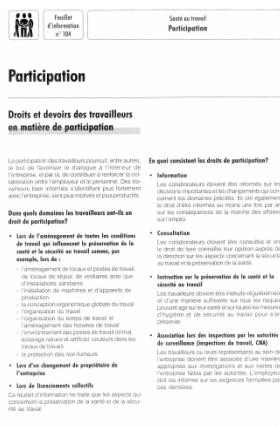 Feuillet
d'information
n° 104
Santé au travail
Participation
Participation
Droits et devoirs des travailleurs
en matière de participation
La participation des travailleurs poursuit, entre autres,
le but de favoriser le dialogue à l'intérieur de
l'entreprise, et par là, de contribuer à renforcer la col-
laboration entre l'employeur et le personnel. Des tra-
vailleurs bien informés s'identifient plus fortement
avec l'entreprise, sont plus motivés et plus productifs.
Dans quels domaines les travailleurs ont-ils un
droit de participation?
• Lors de l'aménagement de toutes les conditions
de travail qui influencent la préservation de la
santé et la sécurité au travail comme, par
exemple, lors de :
- l'aménagement de locaux et postes de travail,
de locaux de séjour, de vestiaires ainsi que
d'installations sanitaires
- l'installation de machines et d'appareils de
production
- la conception ergonomique globale du travail
- l'organisation du travail
- l'organisation du temps de travail et
l'aménagement des horaires de travail
- l'environnement des postes de travail (climat,
éclairage naturel et artificiel, couleurs dans les
locaux de travail)
- la protection des non-fumeurs
• Lors d'un changement de propriétaire de
l'entreprise
• Lors de licenciements collectifs
Ce feuillet d'information ne traite que les aspects qui
concernent la préservation de la santé et de la sécu-
rité au travail.
En quoi consistent les droits de participation?
• Information
Les collaborateurs doivent être informés sur les
décisions importantes et les changements qui con-
cernent les domaines précités. Ils ont également
le droit d'être informés au moins une fois par an
sur les conséquences de la marche des affaires
sur l'emploi.
• Consultation
Les collaborateurs doivent être consultés et ont
le droit de faire connaître leur opinion auprès de
la direction sur les aspects concernant la sécurité
au travail et la préservation de la santé.
• Instruction sur la préservation de la santé et la
sécurité au travail
Les travailleurs doivent être instruits régulièrement
et d'une manière suffisante sur tous les risques
pouvant agir sur leur santé et sur toutes les mesures
d'hygiène et de sécurité au travail pour s'en
préserver.
• Association lors des inspections par les autorités
de surveillance (inspections du travail, CNA)
Les travailleurs ou leurs représentants au sein de
l'entreprise doivent être associés d'une manière
appropriée aux investigations et aux visites de
l'entreprise faites par les autorités. L'employeur
doit les informer sur les exigences formulées par
ces dernières.